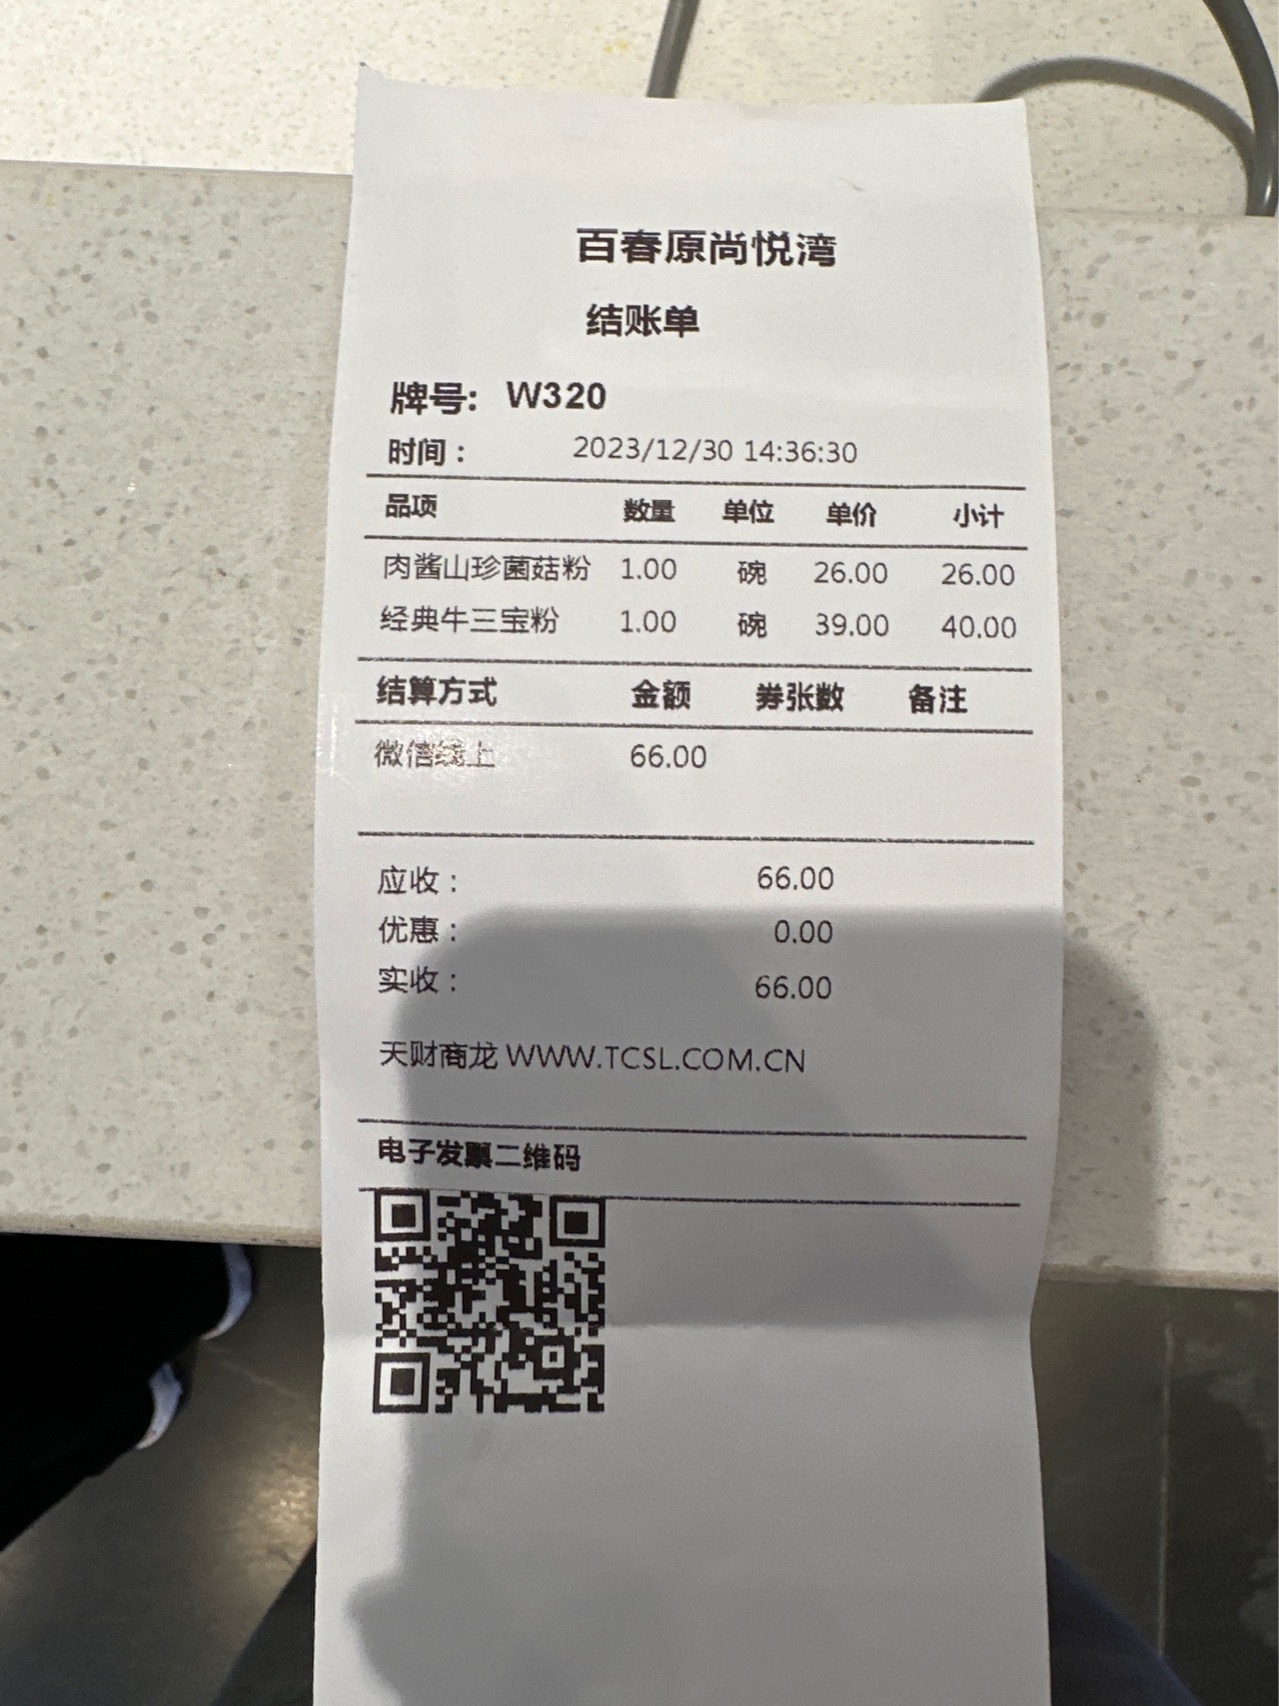 百春原尚悦湾
结账单
牌号: W320
时间： 2023/12/30 14:36:30
品项 数量 单位 单价 小计
肉酱山珍菌菇粉 1.00 碗 26.00 26.00
经典牛三宝粉 1.00 碗 39.00 40.00
结算方式 金额 券张数 备注
微信线上 66.00
应收： 66.00
优惠： 0.00
实收： 66.00
天财商龙 WWW.TCSL.COM.CN
电子发票二维码